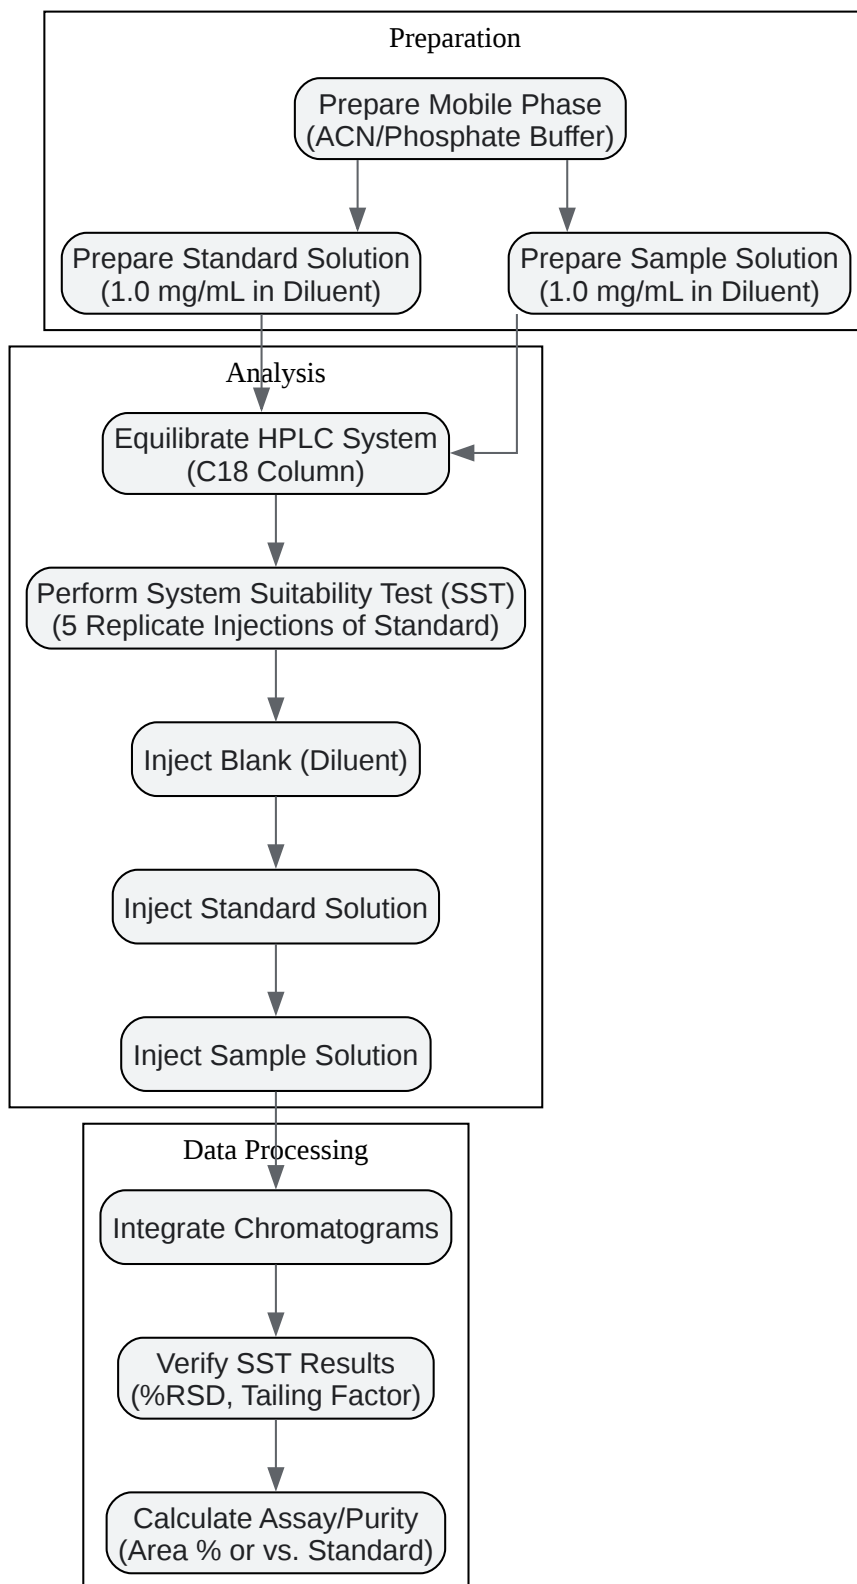 Preparation
Prepare Mobile Phase
(ACN/Phosphate Buffer)
Prepare Standard Solution
(1.0 mg/mL in Diluent)
Prepare Sample Solution
(1.0 mg/mL in Diluent)
Analysis
Equilibrate HPLC System
(C18 Column)
Perform System Suitability Test (SST)
(5 Replicate Injections of Standard)
Inject Blank (Diluent)
Inject Standard Solution
Inject Sample Solution
Data Processing
Integrate Chromatograms
Verify SST Results
(%RSD, Tailing Factor)
Calculate Assay/Purity
(Area % or vs. Standard)